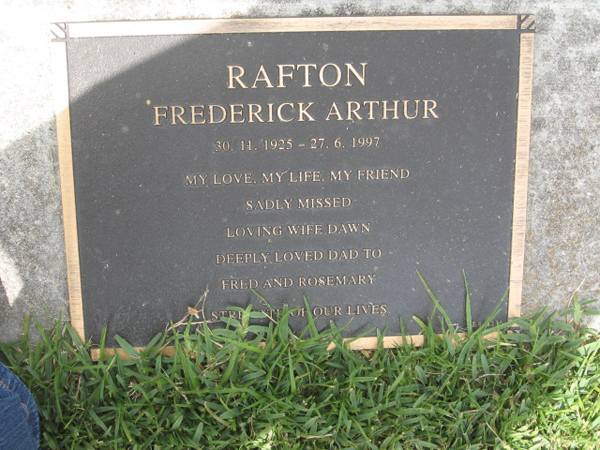 RAFTON
FREDERICK ARTHUR
30. 11. 1925 – 27. 6. 1997
MY LOVE, MY LIFE, MY FRIEND
SADLY MISSED
LOVING WIFE DAWN
DEEPLY LOVED DAD TO
FRED AND ROSEMARY
STRENGTH OF OUR LIVES